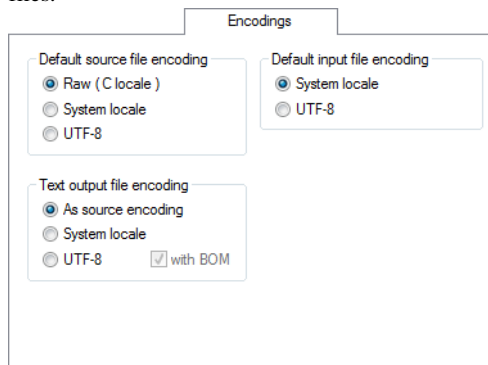 Encodings
Default source file encoding
Raw ( C locale )
System locale
UTF-8
Default input file encoding
System locale
UTF-8
Text output file encoding
As source encoding
System locale
UTF-8 with BOM